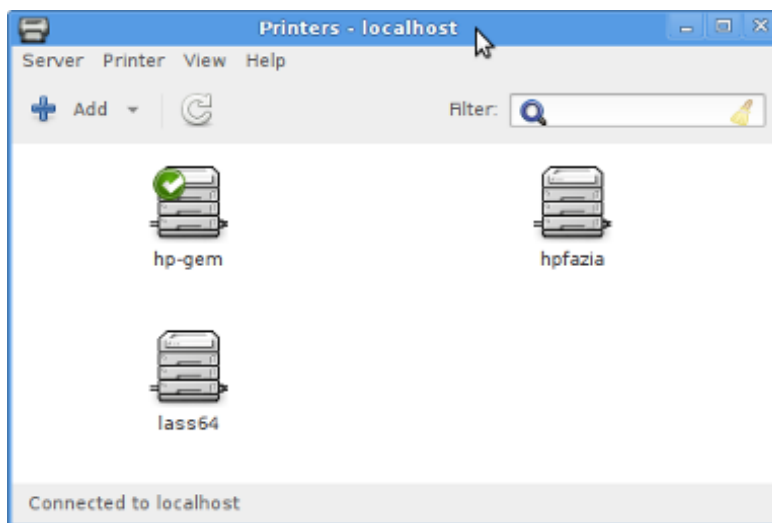 Printers - localhost
Server Printer View Help
Add Filter:
hp-gem hpfazia
lass64
Connected to localhost